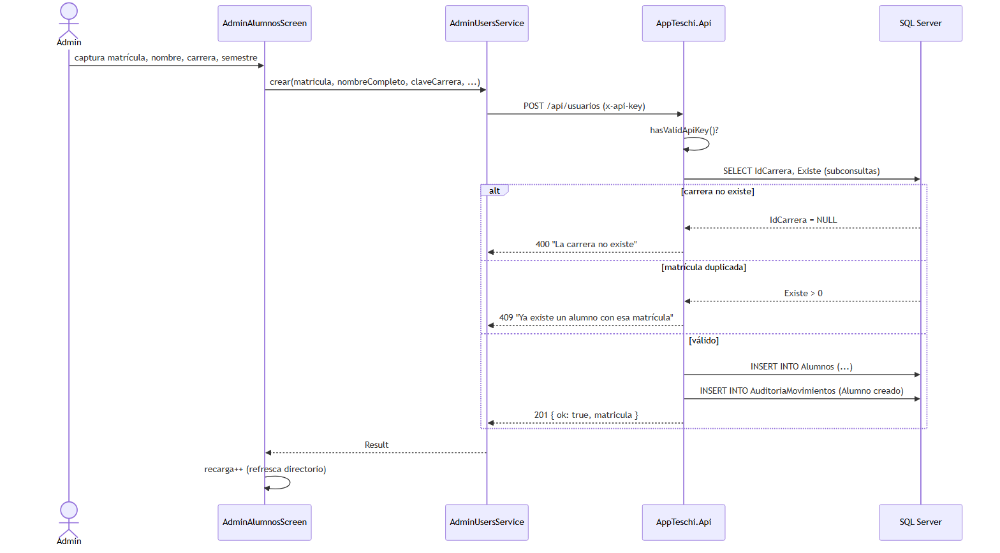 Admin
AdminAlumnosScreen
AdminUsersService
AppTeschi.Api
SQL Server
captura matrícula, nombre, carrera, semestre
crear(matricula, nombreCompleto, claveCarrera, ...)
POST /api/usuarios (x-api-key)
hasValidApiKey()?
SELECT IdCarrera, Existe (subconsultas)
alt
[carrera no existe]
IdCarrera = NULL
400 "La carrera no existe"
[matrícula duplicada]
Existe > 0
409 "Ya existe un alumno con esa matrícula"
[válido]
INSERT INTO Alumnos (...)
INSERT INTO AuditoriaMovimientos (Alumno creado)
201 { ok: true, matricula }
Result
recarga++ (refresca directorio)
Admin
AdminAlumnosScreen
AdminUsersService
AppTeschi.Api
SQL Server